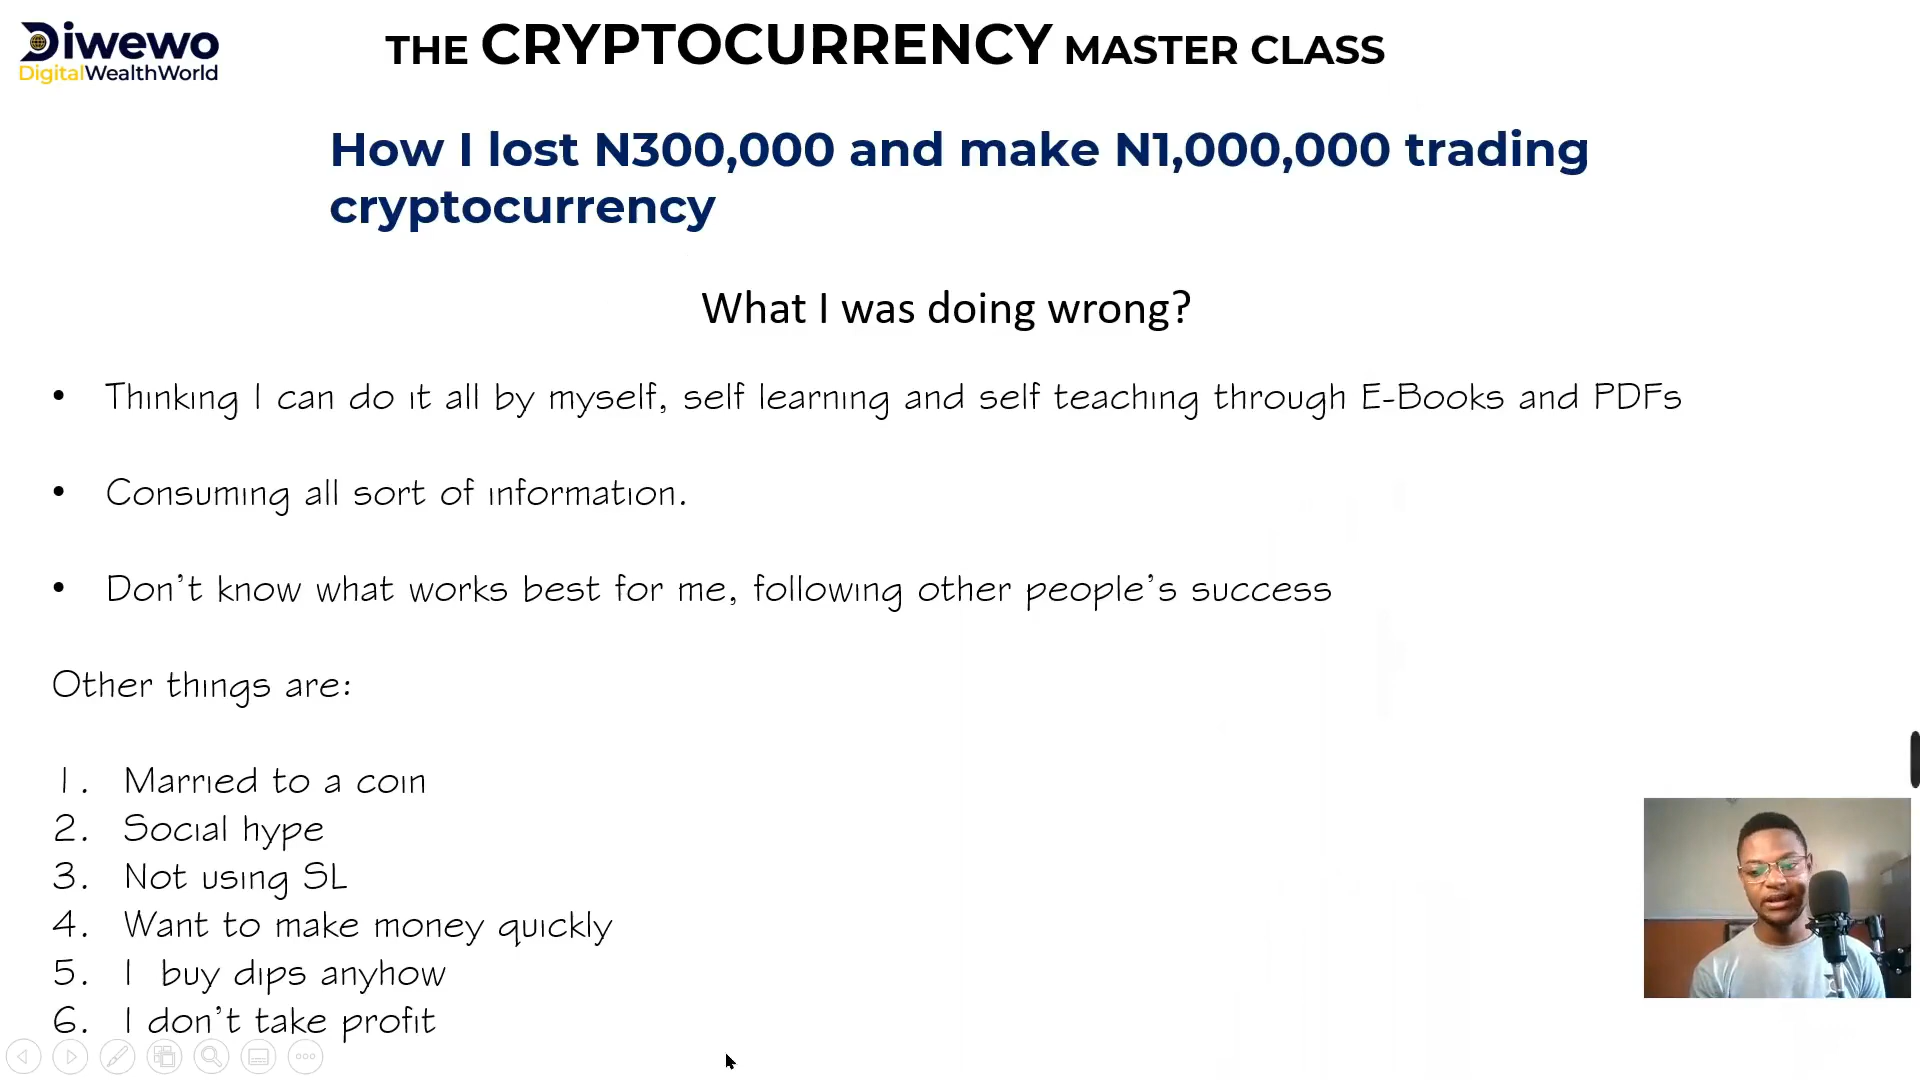 Diwewo
DigitalWealthWorld
THE CRYPTOCURRENCY MASTER CLASS
How I lost N300,000 and make N1,000,000 trading
cryptocurrency
What I was doing wrong?
• Thinking I can do it all by myself, self learning and self teaching through E-Books and PDFs
• Consuming all sort of information.
• Don't know what works best for me, following other people's success
Other things are:
1. Married to a coin
2. Social hype
3. Not using SL
4. Want to make money quickly
5. I buy dips anyhow
6. I don't take profit